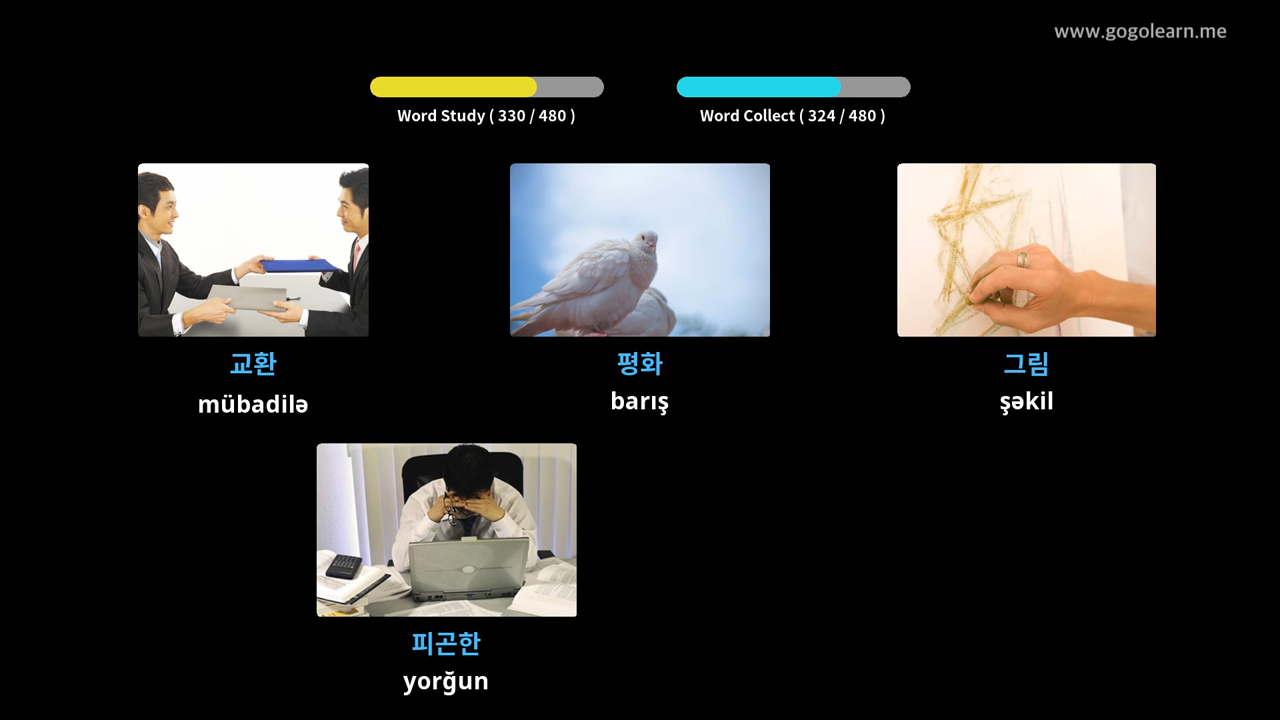 www.gogolearn.me
Word Study ( 330 / 480 )
Word Collect ( 324 / 480 )
교환
mübadilə
평화
barış
그림
şəkil
피곤한
yorğun